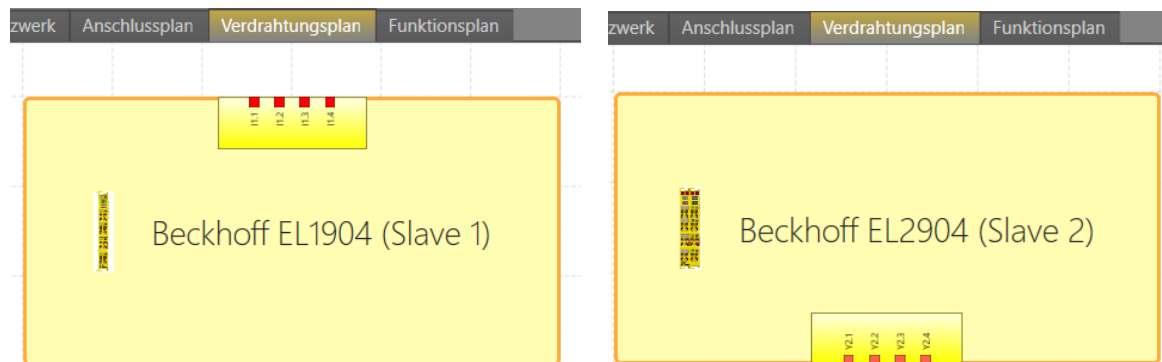 zwerk Anschlussplan Verdrahtungsplan Funktionsplan
I1.1 I1.2 I1.3 I1.4
Beckhoff EL1904 (Slave 1)
zwerk Anschlussplan Verdrahtungsplan Funktionsplan
Beckhoff EL2904 (Slave 2)
Y2.1 Y2.2 Y2.3 Y2.4